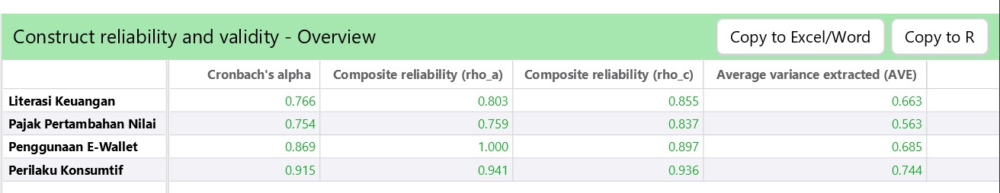 Construct reliability and validity - Overview Copy to Excel/Word Copy to R
Cronbach's alpha Composite reliability (rho_a) Composite reliability (rho_c) Average variance extracted (AVE)
Literasi Keuangan 0.766 0.803 0.855 0.663
Pajak Pertambahan Nilai 0.754 0.759 0.837 0.563
Penggunaan E-Wallet 0.869 1.000 0.897 0.685
Perilaku Konsumtif 0.915 0.941 0.936 0.744